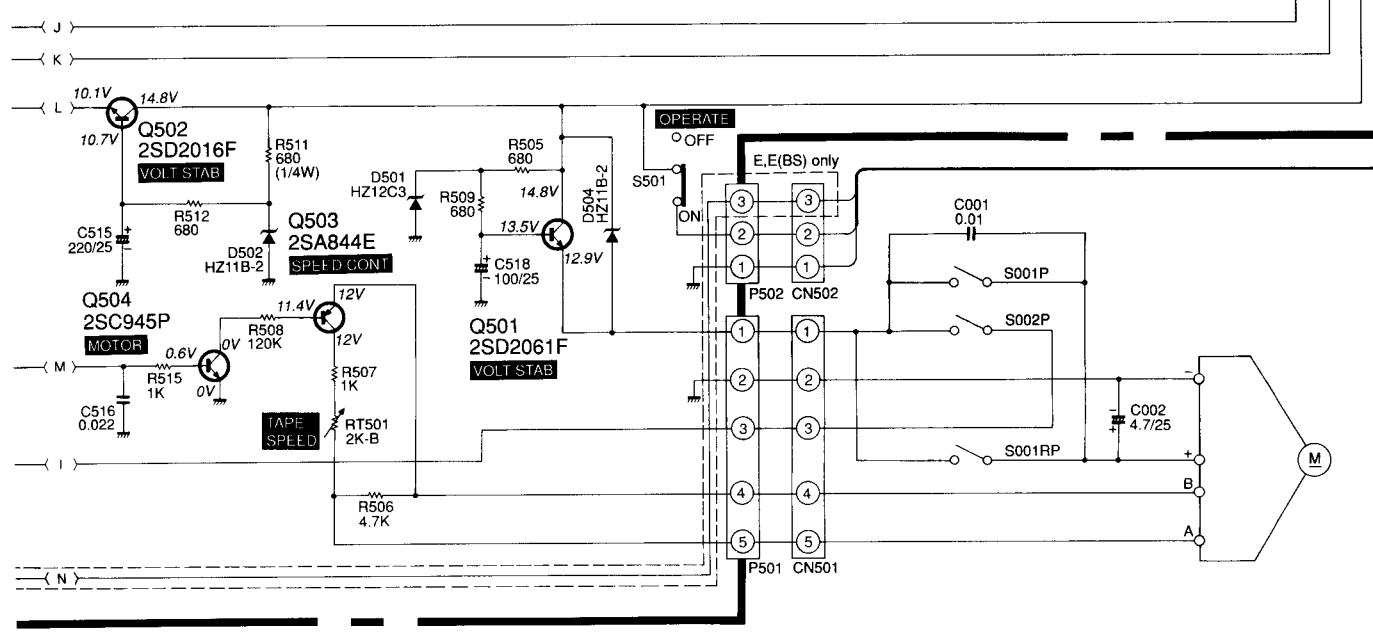 J
K
L
10.1V
14.8V
10.7V
Q502
2SD2016F
VOLT STAB
R511
680
(1/4W)
R512
680
C515
220/25
+
−
D502
HZ11B-2
Q503
2SA844E
SPEED CONT
D501
HZ12C3
R505
680
R509
680
14.8V
13.5V
12.9V
D504
HZ11B-2
C518
100/25
+
−
Q501
2SD2061F
VOLT STAB
OPERATE
OFF
S501
ON
E,E(BS) only
3
2
1
P502
3
2
1
CN502
C001
0.01
S001P
S002P
S001RP
Q504
2SC945P
MOTOR
M
R515
1K
C516
0.022
0.6V
0V
0V
R508
120K
11.4V
12V
12V
R507
1K
TAPE
SPEED
RT501
2K-B
R506
4.7K
I
N
1
2
3
4
5
P501
1
2
3
4
5
CN501
−
+
C002
4.7/25
−
+
B
A
M